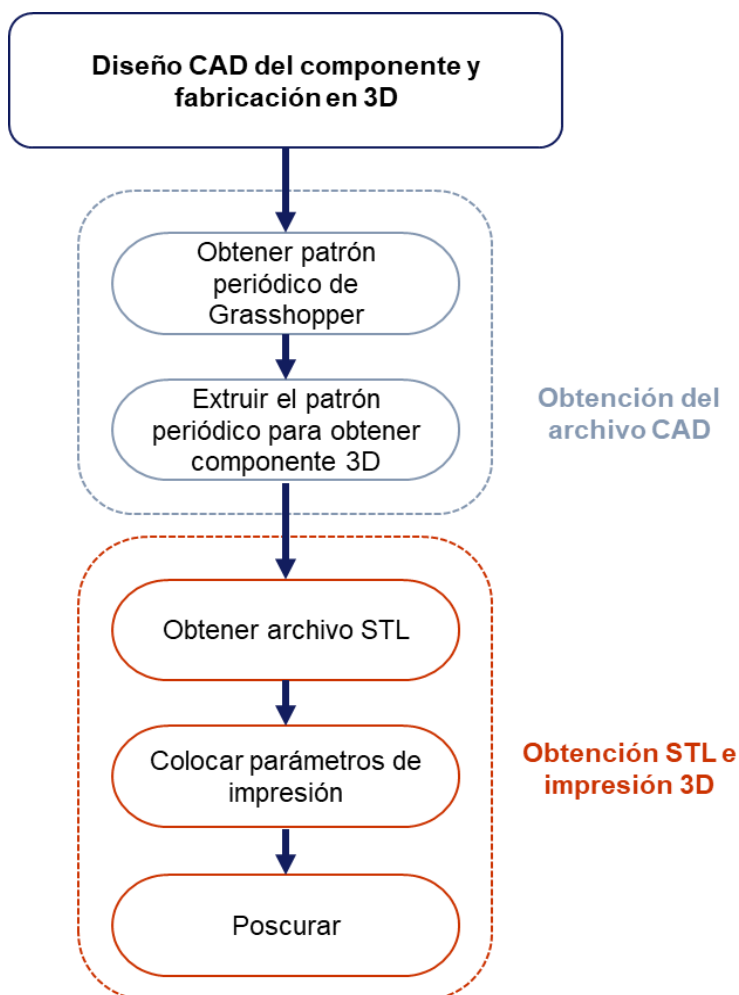 Diseño CAD del componente y
fabricación en 3D
Obtener patrón
periódico de
Grasshopper
Extruir el patrón
periódico para obtener
componente 3D
Obtención del
archivo CAD
Obtener archivo STL
Colocar parámetros de
impresión
Obtención STL e
impresión 3D
Poscurar